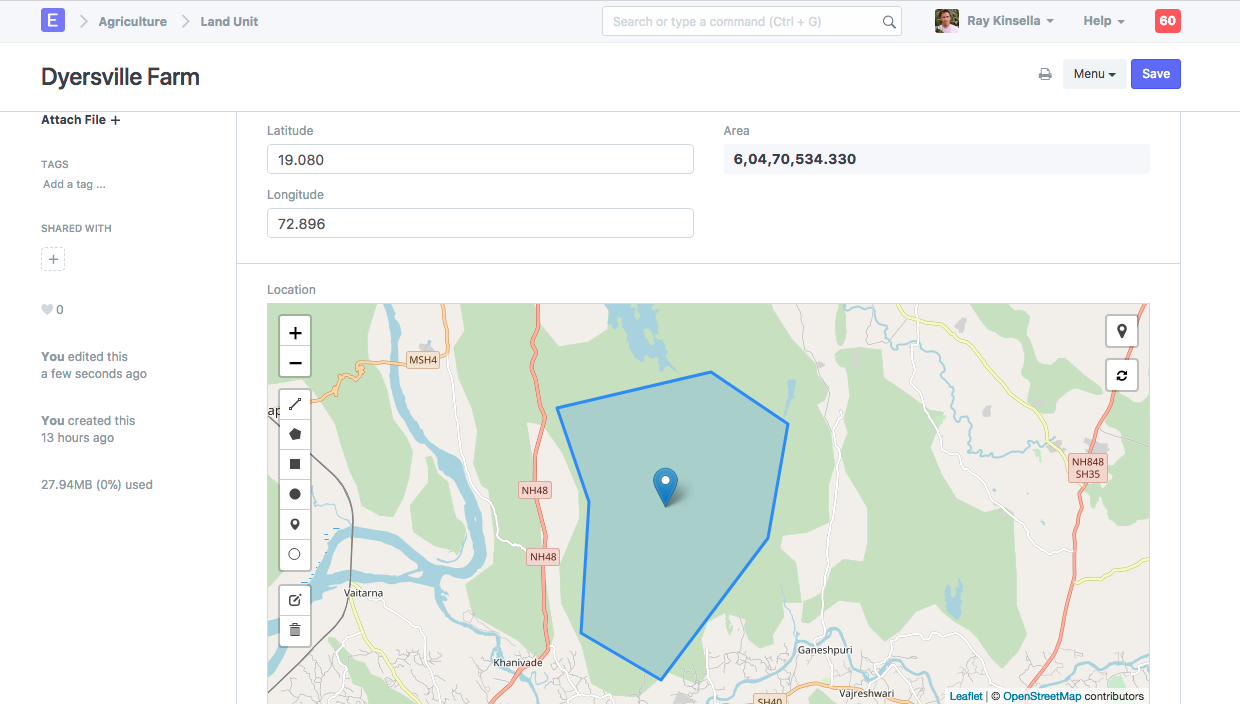 E
Agriculture
Land Unit
Search or type a command (Ctrl + G)
Ray Kinsella
Help
60
Dyersville Farm
Menu
Save
Attach File +
TAGS
Add a tag ...
SHARED WITH
+
0
You edited this
a few seconds ago
You created this
13 hours ago
27.94MB (0%) used
Latitude
19.080
Longitude
72.896
Area
6,04,70,534.330
Location
+
−
MSH4
NH48
NH48
NH848
SH35
Vaitarna
Khanivade
Ganeshpuri
Vajreshwari
SH40
Leaflet | © OpenStreetMap contributors